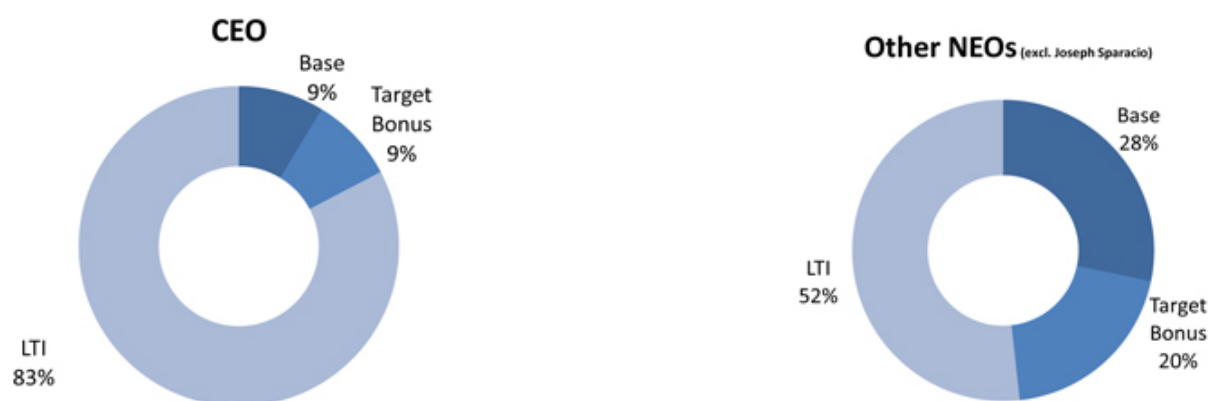 CEO
Base
9%
Target
Bonus
9%
LTI
83%
Other NEOs (excl. Joseph Sparacio)
Base
28%
LTI
52%
Target
Bonus
20%